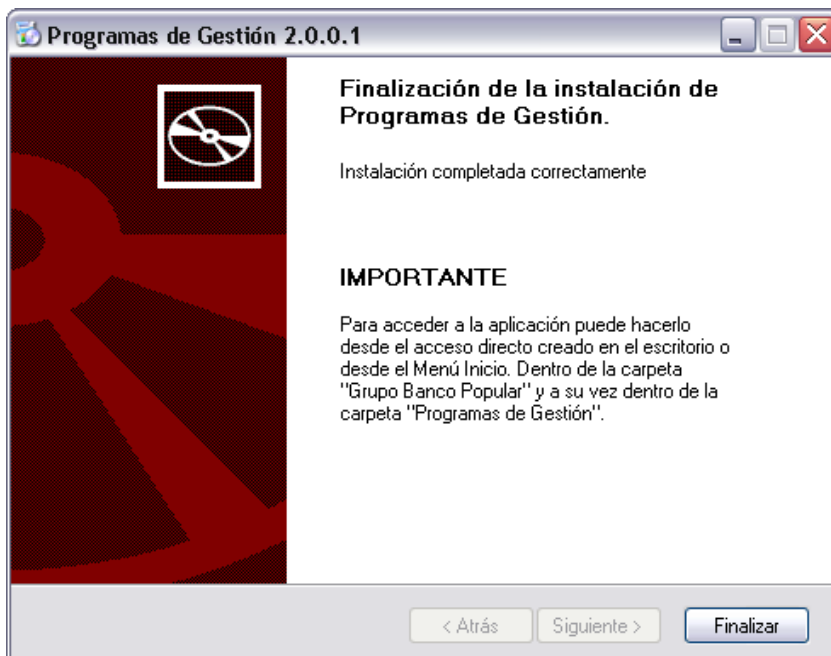 Programas de Gestión 2.0.0.1
Finalización de la instalación de
Programas de Gestión.
Instalación completada correctamente
IMPORTANTE
Para acceder a la aplicación puede hacerlo
desde el acceso directo creado en el escritorio o
desde el Menú Inicio. Dentro de la carpeta
"Grupo Banco Popular" y a su vez dentro de la
carpeta "Programas de Gestión".
< Atrás
Siguiente >
Finalizar